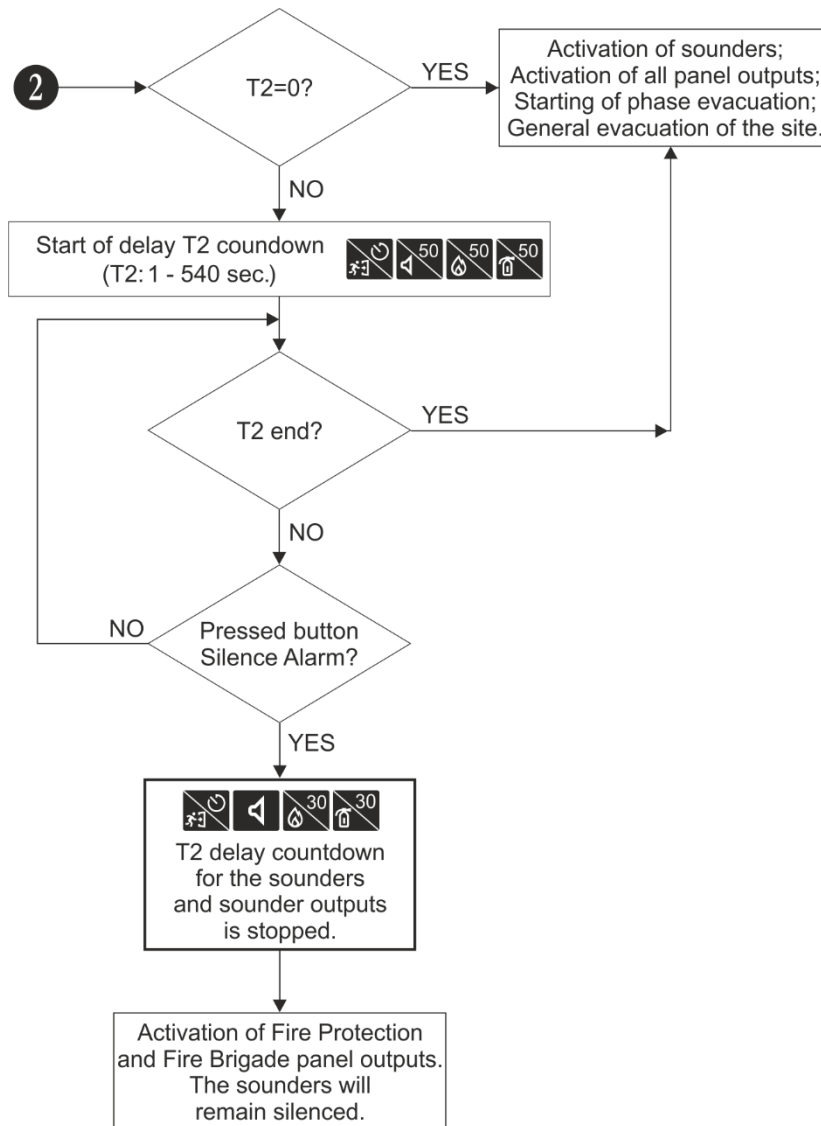 2
T2=0?
YES
Activation of sounders;
Activation of all panel outputs;
Starting of phase evacuation;
General evacuation of the site.
NO
Start of delay T2 coundown
(T2: 1 - 540 sec.)
50
50
50
T2 end?
YES
NO
Pressed button
Silence Alarm?
NO
YES
30
30
T2 delay countdown
for the sounders
and sounder outputs
is stopped.
Activation of Fire Protection
and Fire Brigade panel outputs.
The sounders will
remain silenced.